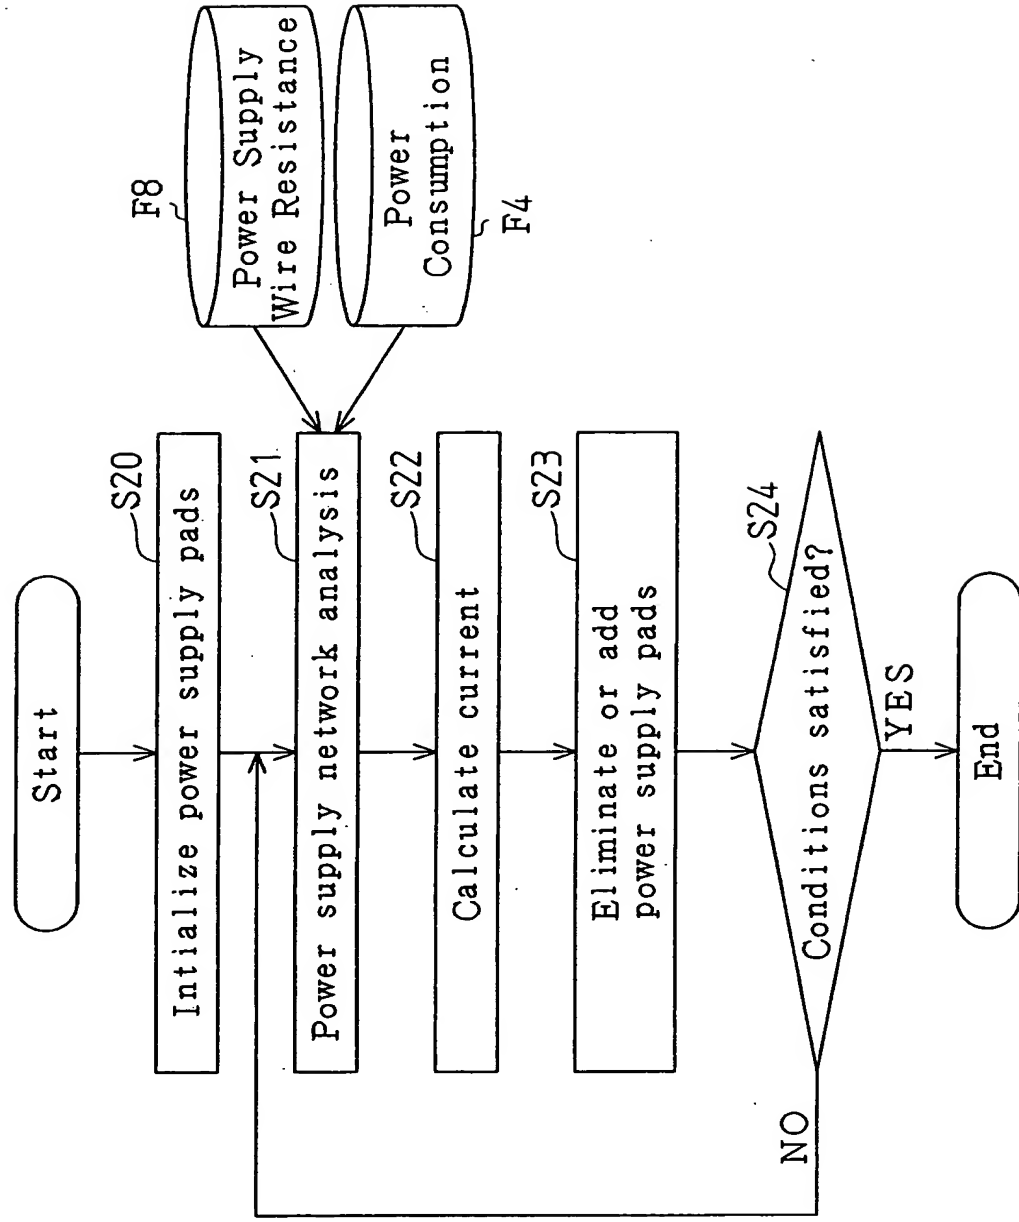 Start
S20
Intialize power supply pads
S21
Power supply network analysis
F8
Power Supply
Wire Resistance
Power
Consumption
F4
S22
Calculate current
S23
Eliminate or add
power supply pads
S24
Conditions satisfied?
NO
YES
End